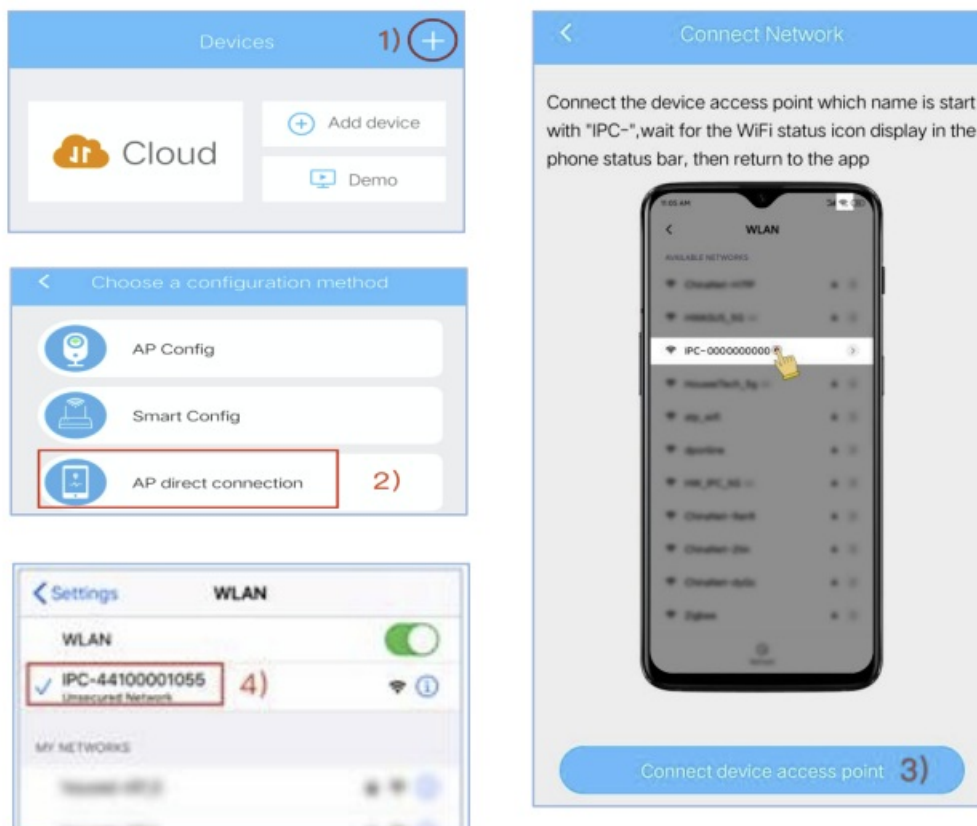 Devices
1)
Cloud
Add device
Demo
Choose a configuration method
AP Config
Smart Config
AP direct connection
2)
Settings
WLAN
WLAN
IPC-44100001055
Unsecured Network
4)
MY NETWORKS
Connect Network
Connect the device access point which name is start
with "IPC-",wait for the WiFi status icon display in the
phone status bar, then return to the app
11:05 AM
WLAN
AVAILABLE NETWORKS
IPC-0000000000
Connect device access point 3)